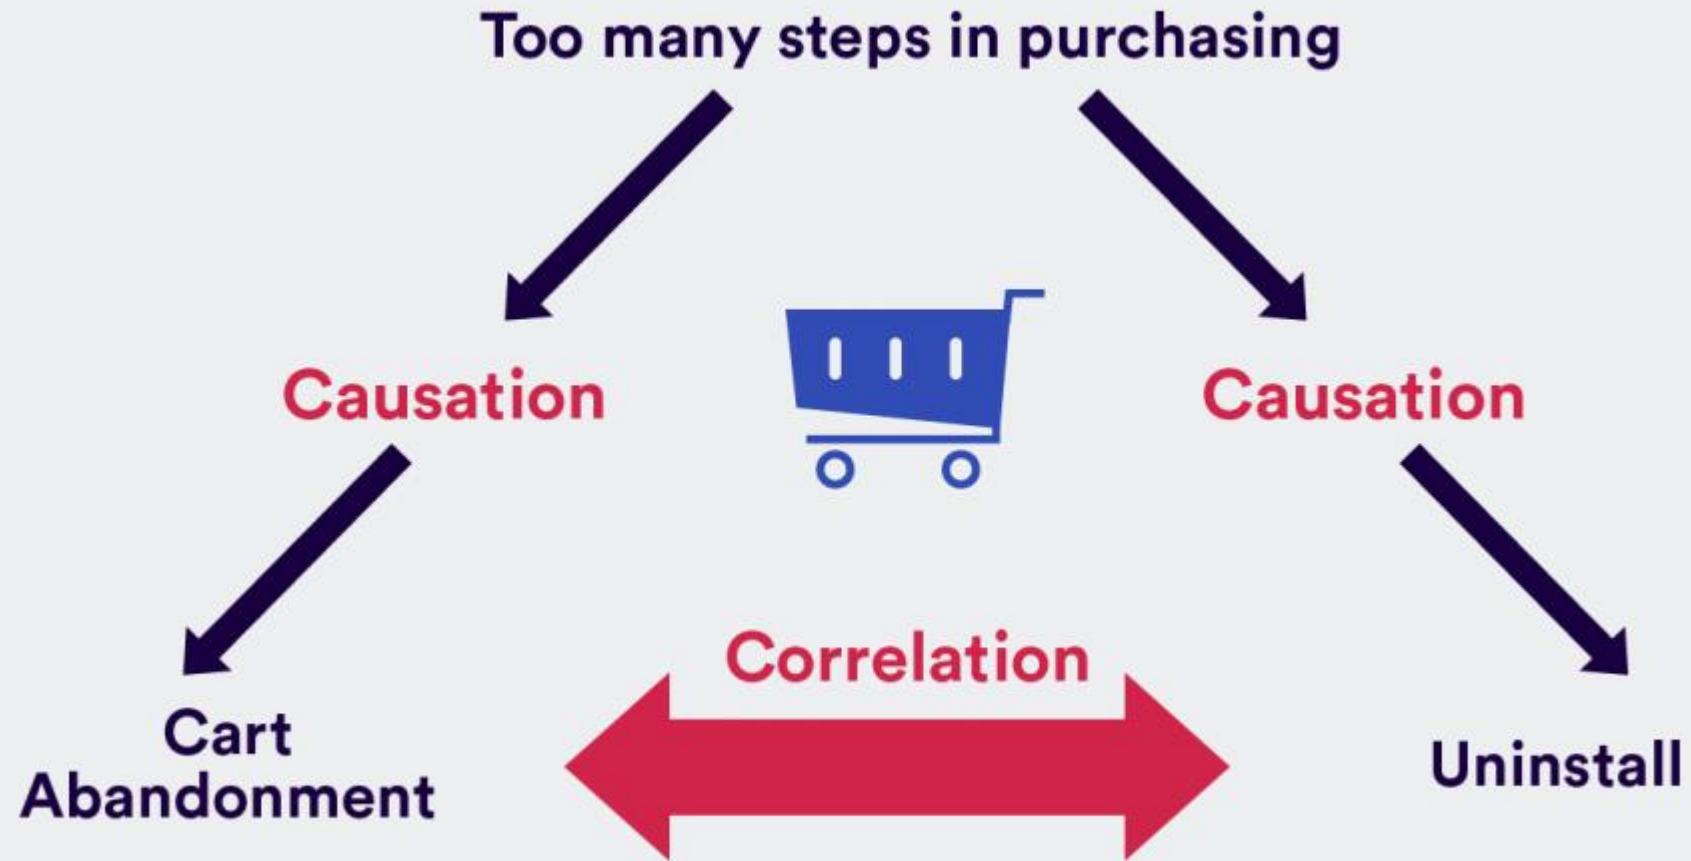 Too many steps in purchasing
Causation
Causation
Correlation
Cart
Abandonment
Uninstall